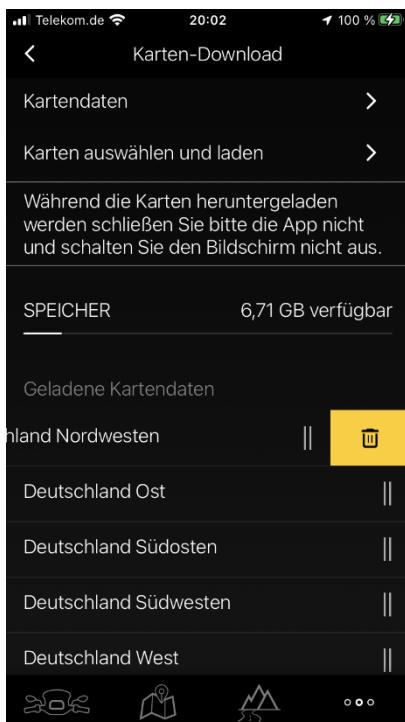 Telekom.de 20:02 100 %
Karten-Download
Kartendaten
Karten auswählen und laden
Während die Karten heruntergeladen
werden schließen Sie bitte die App nicht
und schalten Sie den Bildschirm nicht aus.
SPEICHER 6,71 GB verfügbar
Geladene Kartendaten
hland Nordwesten
Deutschland Ost
Deutschland Südosten
Deutschland Südwesten
Deutschland West